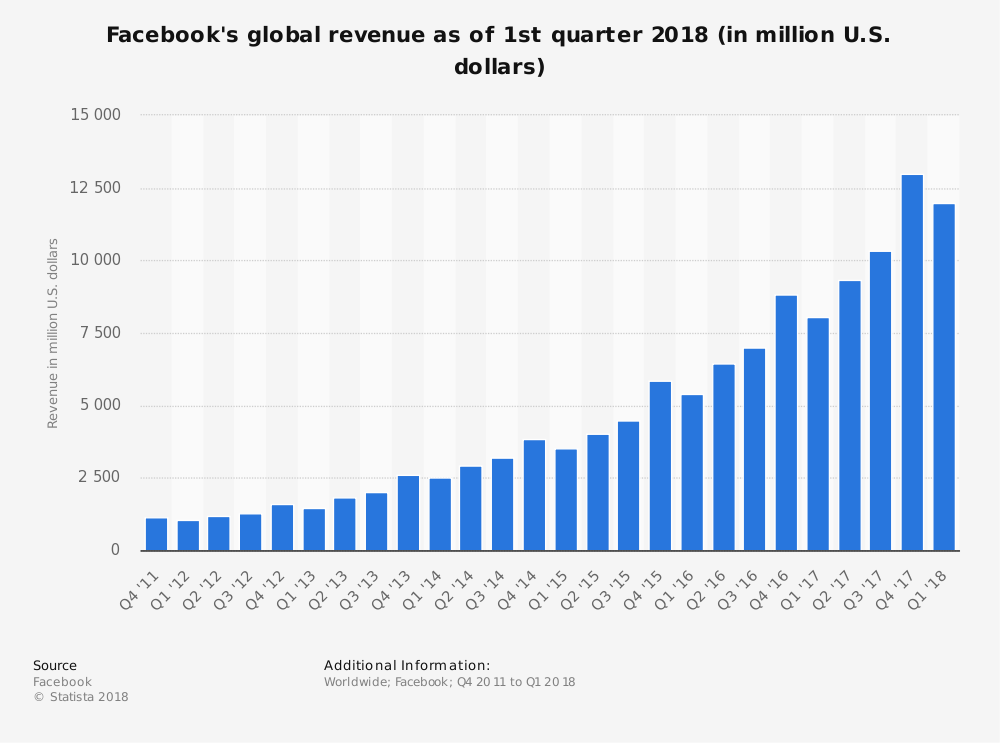 Facebook's global revenue as of 1st quarter 2018 (in million U.S.
dollars)
15 000
12 500
10 000
7 500
5 000
2 500
0
Revenue in million U.S. dollars
Q4 '11
Q1 '12
Q2 '12
Q3 '12
Q4 '12
Q1 '13
Q2 '13
Q3 '13
Q4 '13
Q1 '14
Q2 '14
Q3 '14
Q4 '14
Q1 '15
Q2 '15
Q3 '15
Q4 '15
Q1 '16
Q2 '16
Q3 '16
Q4 '16
Q1 '17
Q2 '17
Q3 '17
Q4 '17
Q1 '18
Source
Facebook
© Statista 2018
Additional Information:
Worldwide; Facebook; Q4 2011 to Q1 2018